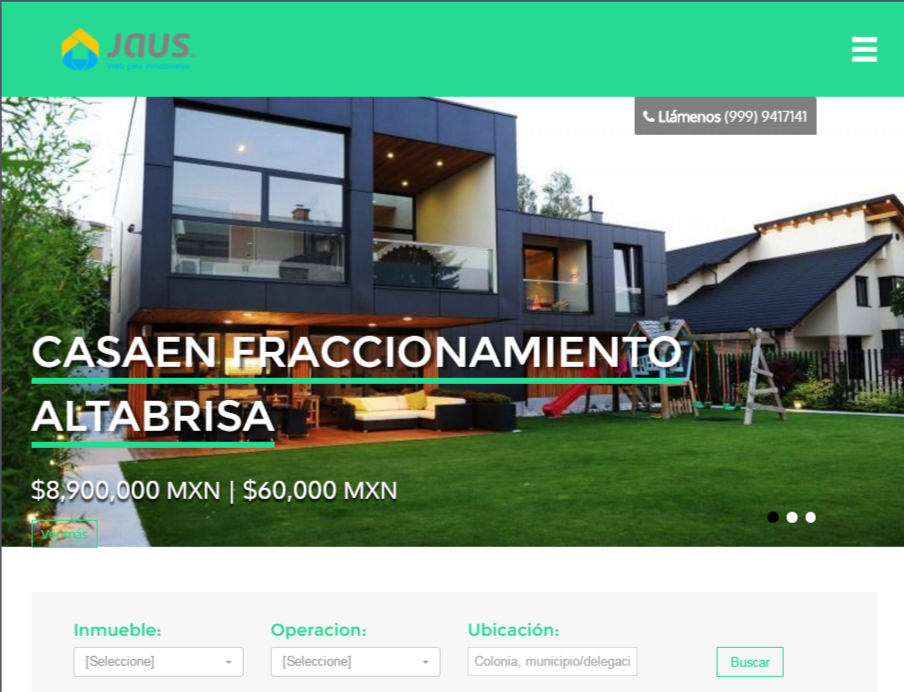 JAUS
Web para inmobiliarias
Llámenos (999) 9417141
CASAEN FRACCIONAMIENTO
ALTABRISA
$8,900,000 MXN | $60,000 MXN
Ver más
Inmueble:
Operacion:
Ubicación:
[Seleccione]
[Seleccione]
Colonia, municipio/delegaci
Buscar